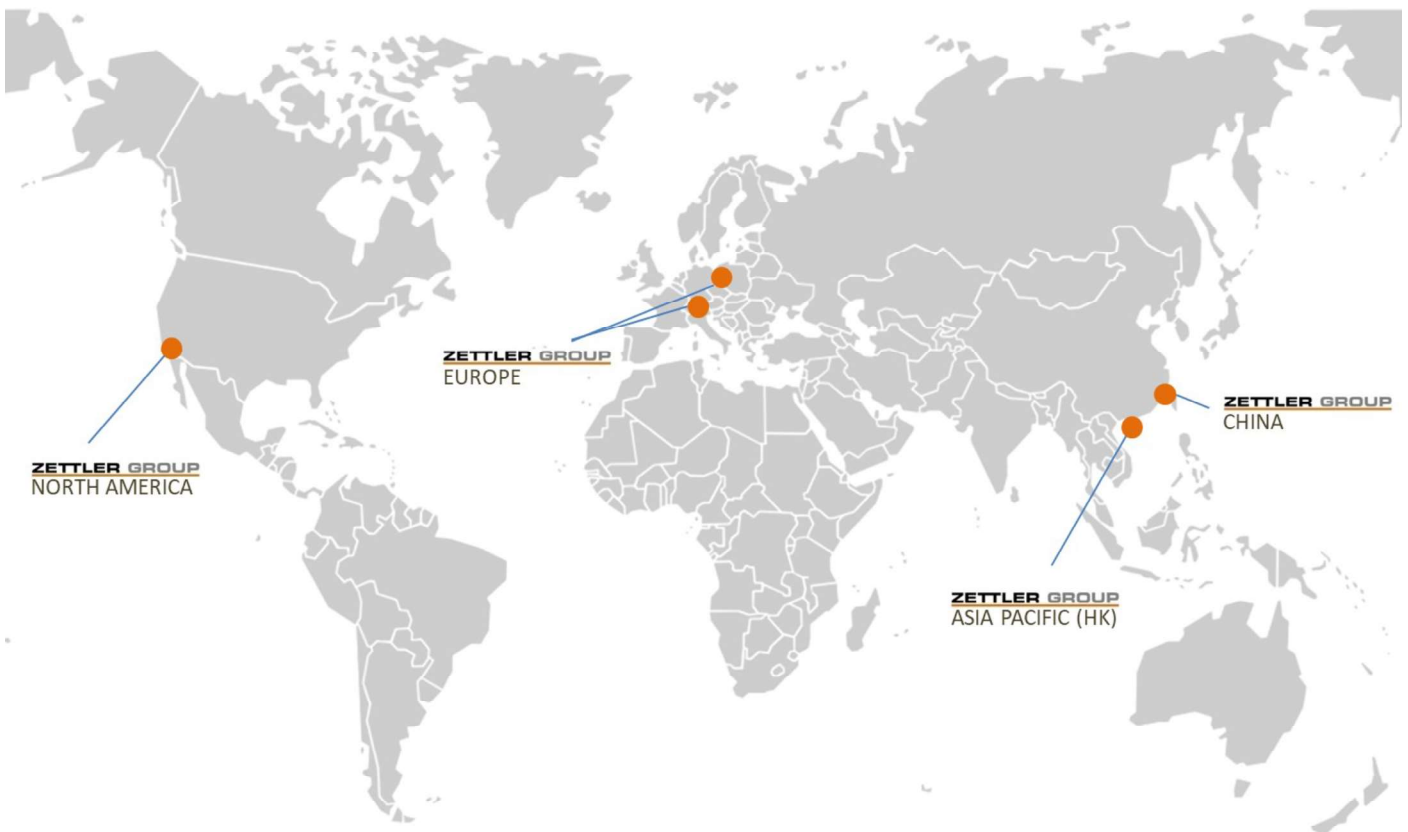 ZETTLER GROUP
EUROPE
ZETTLER GROUP
CHINA
ZETTLER GROUP
NORTH AMERICA
ZETTLER GROUP
ASIA PACIFIC (HK)